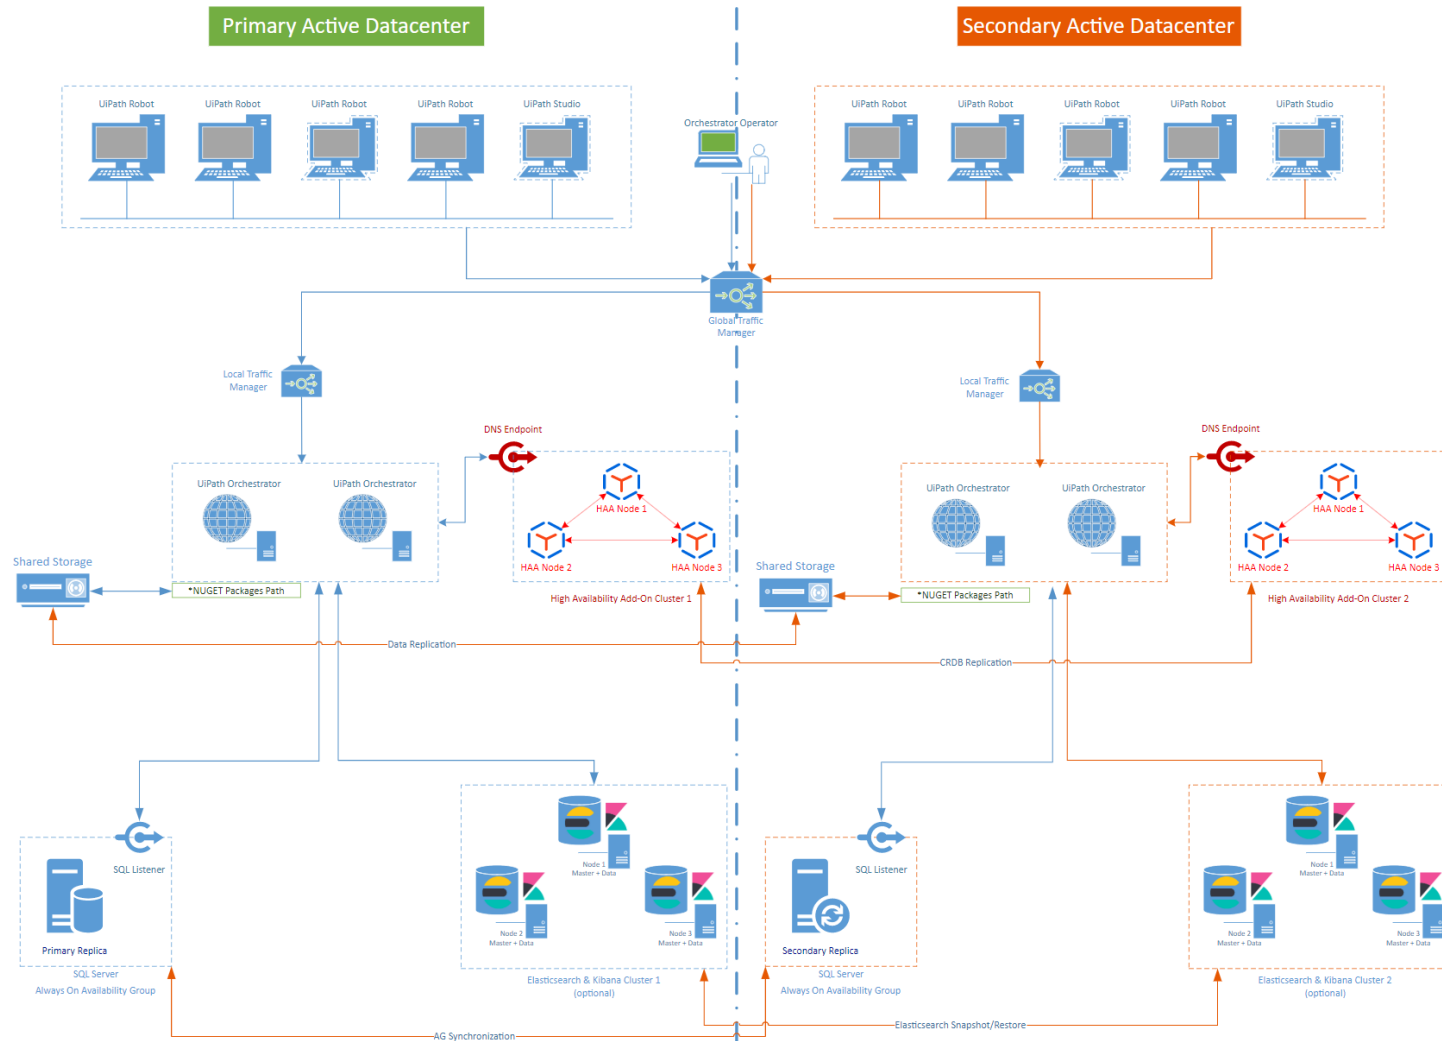 Primary Active Datacenter
Secondary Active Datacenter
UiPath Robot
UiPath Robot
UiPath Robot
UiPath Robot
UiPath Studio
Orchestrator Operator
UiPath Robot
UiPath Robot
UiPath Robot
UiPath Robot
UiPath Studio
Global Traffic
Manager
Local Traffic
Manager
Local Traffic
Manager
DNS Endpoint
DNS Endpoint
UiPath Orchestrator
UiPath Orchestrator
HAA Node 1
HAA Node 2
HAA Node 3
UiPath Orchestrator
UiPath Orchestrator
HAA Node 1
HAA Node 2
HAA Node 3
Shared Storage
*NUGET Packages Path
High Availability Add-On Cluster 1
Shared Storage
*NUGET Packages Path
High Availability Add-On Cluster 2
Data Replication
CRDB Replication
SQL Listener
Primary Replica
SQL Server
Always On Availability Group
Node 1
Master + Data
Node 2
Master + Data
Node 3
Master + Data
Elasticsearch & Kibana Cluster 1
(optional)
SQL Listener
Secondary Replica
SQL Server
Always On Availability Group
Node 1
Master + Data
Node 2
Master + Data
Node 3
Master + Data
Elasticsearch & Kibana Cluster 2
(optional)
Elasticsearch Snapshot/Restore
AG Synchronization